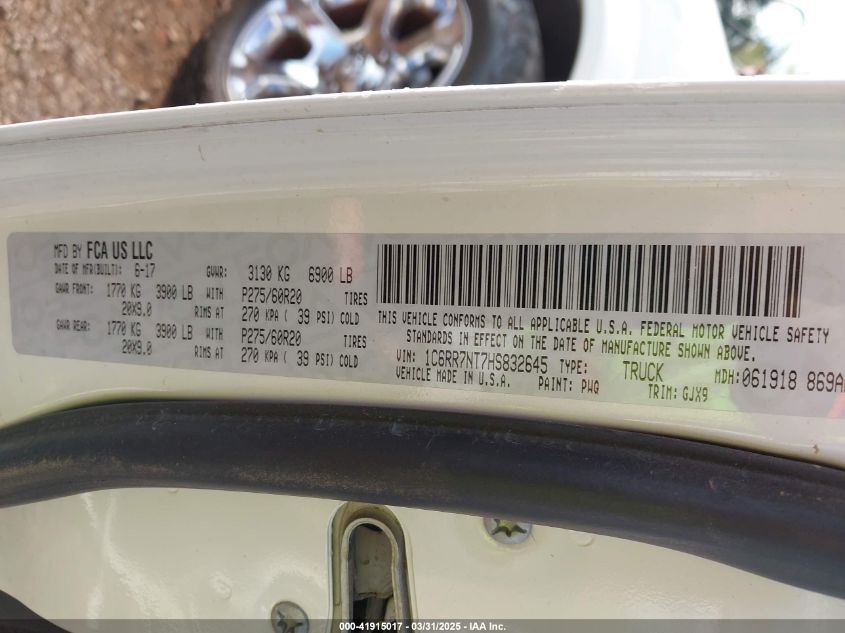 MFD BY FCA US LLC
DATE OF MFR(BUILT): 6-17 GVWR: 3130 KG 6900 LB
GAWR FRONT: 1770 KG 3900 LB WITH P275/60R20 TIRES
20X9.0 RIMS AT 270 KPA ( 39 PSI) COLD
GAWR REAR: 1770 KG 3900 LB WITH P275/60R20 TIRES
20X9.0 RIMS AT 270 KPA ( 39 PSI) COLD
THIS VEHICLE CONFORMS TO ALL APPLICABLE U.S.A. FEDERAL MOTOR VEHICLE SAFETY
STANDARDS IN EFFECT ON THE DATE OF MANUFACTURE SHOWN ABOVE.
VIN: 1C6RR7NT7HS832645 TYPE: TRUCK MDH:061918 869A
VEHICLE MADE IN U.S.A. PAINT: PWQ TRIM: GJX9
000-41915017 - 03/31/2025 - IAA Inc.